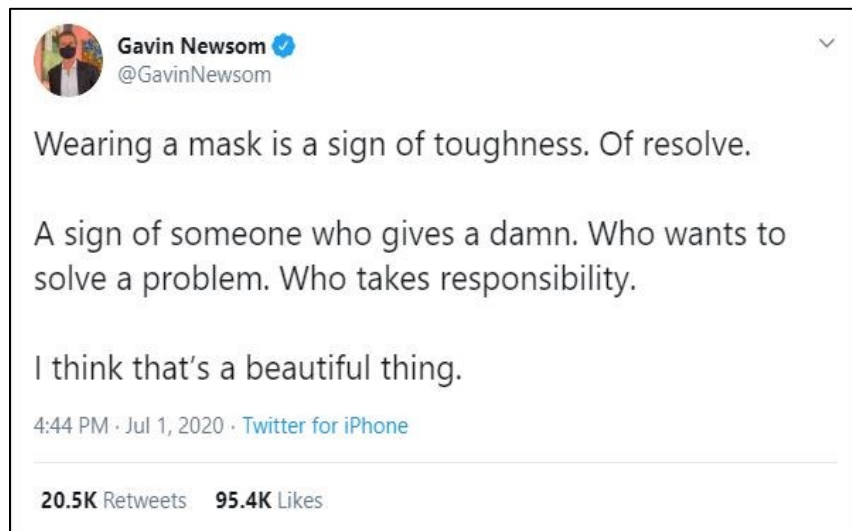 Gavin Newsom
@GavinNewsom
Wearing a mask is a sign of toughness. Of resolve.
A sign of someone who gives a damn. Who wants to
solve a problem. Who takes responsibility.
I think that's a beautiful thing.
4:44 PM · Jul 1, 2020 · Twitter for iPhone
20.5K Retweets 95.4K Likes